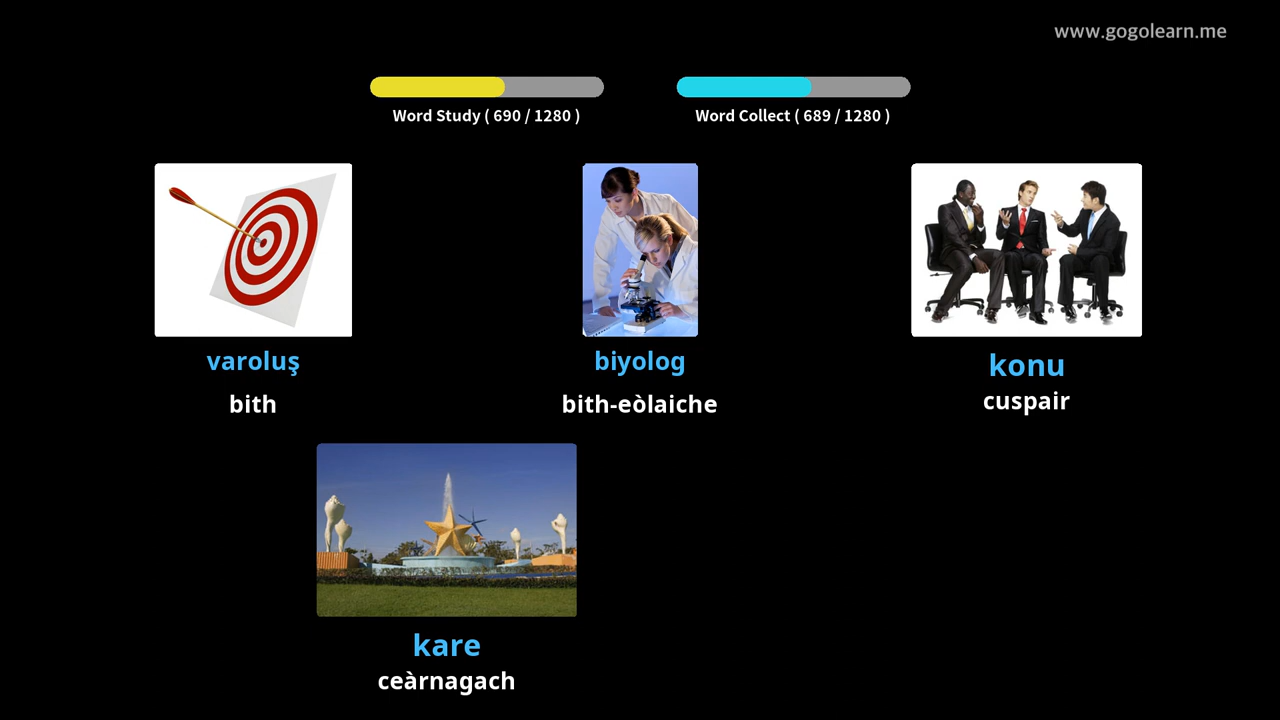 www.gogolearn.me
Word Study ( 690 / 1280 )
Word Collect ( 689 / 1280 )
varoluş
bith
biyolog
bith-eòlaiche
konu
cuspair
kare
ceàrnagach